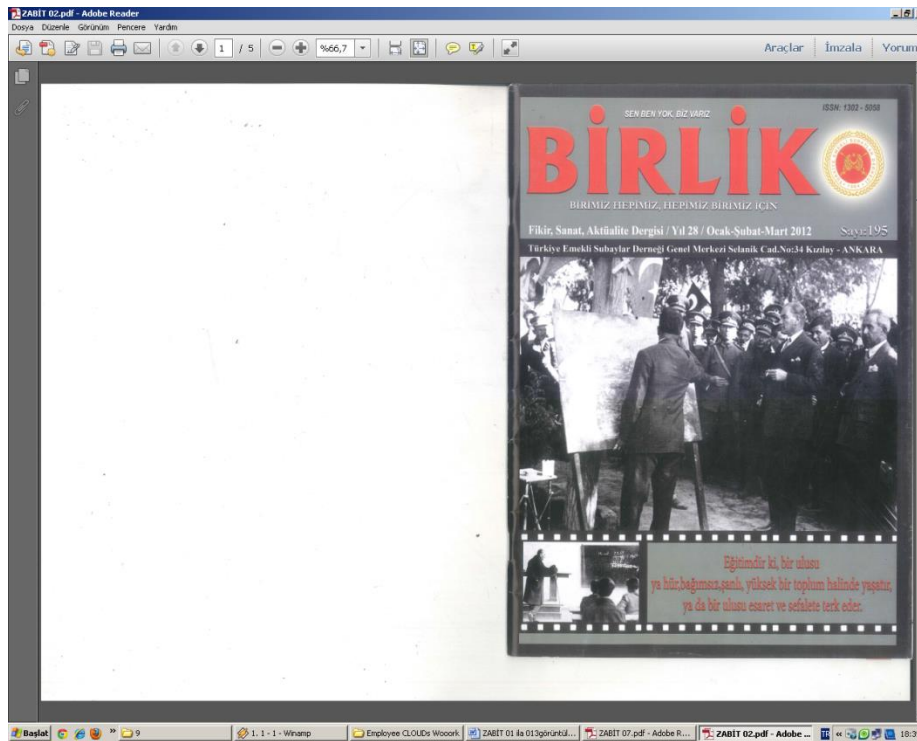 ZABİT 02.pdf - Adobe Reader
Dosya Düzenle Görünüm Pencere Yardım
1 / 5 %66,7 Araçlar İmzala Yorum
ISSN: 1302 - 5058
SEN BEN YOK, BİZ VARIZ
BİRLİK
BİRİMİZ HEPİMİZ, HEPİMİZ BİRİMİZ İÇİN
Fikir, Sanat, Aktüalite Dergisi / Yıl 28 / Ocak-Şubat-Mart 2012 Sayı:195
Türkiye Emekli Subaylar Derneği Genel Merkezi Selanik Cad.No:34 Kızılay - ANKARA
Eğitimdir ki, bir ulusu
ya hür,bağımsız,şanlı, yüksek bir toplum halinde yaşatır,
ya da bir ulusu esaret ve sefalete terk eder.
Başlat » 9 1. 1 - 1 - Winamp Employee CLOUDs Wooork ZABİT 01 ila 013görüntül... ZABİT 07.pdf - Adobe R... ZABİT 02.pdf - Adobe ... TR « 18:5